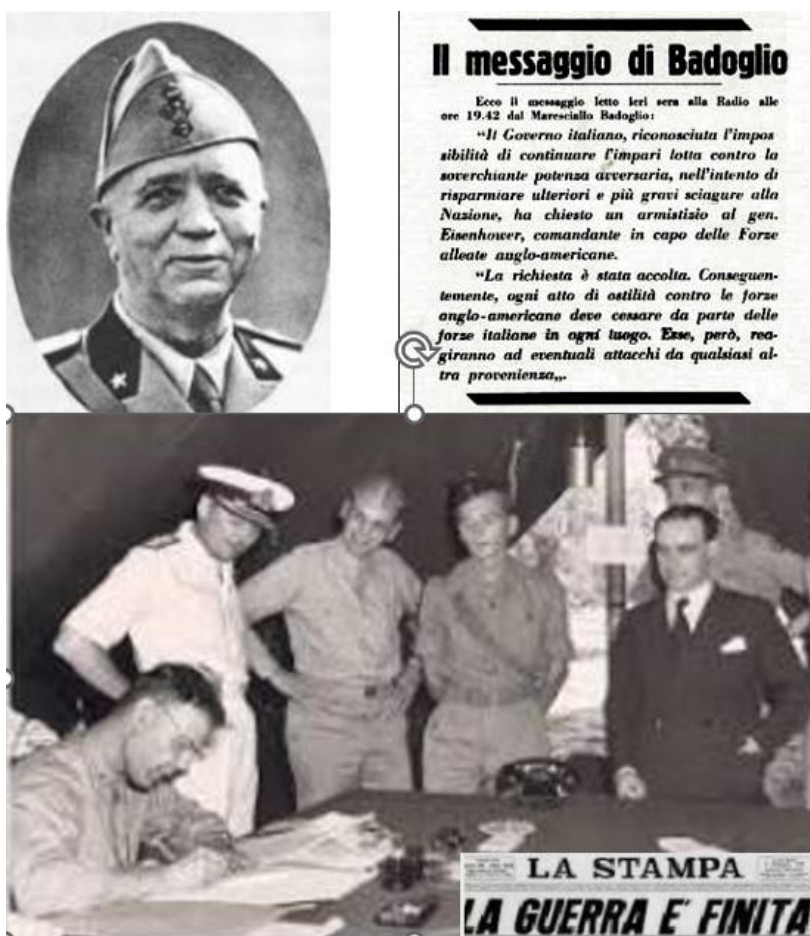 Il messaggio di Badoglio
Ecco il messaggio letto ieri sera alla Radio alle
ore 19.42 dal Maresciallo Badoglio:
"Il Governo italiano, riconosciuta l'impos
sibilità di continuare l'impari lotta contro la
soverchiante potenza avversaria, nell'intento di
risparmiare ulteriori e più gravi sciagure alla
Nazione, ha chiesto un armistizio al gen.
Eisenhower, comandante in capo delle Forze
alleate anglo-americane.
"La richiesta è stata accolta. Conseguen-
temente, ogni atto di ostilità contro le forze
anglo-americane deve cessare da parte delle
forze italiane in ogni luogo. Esse, però, rea-
giranno ad eventuali attacchi da qualsiasi al-
tra provenienza„.
LA STAMPA
LA GUERRA E' FINITA